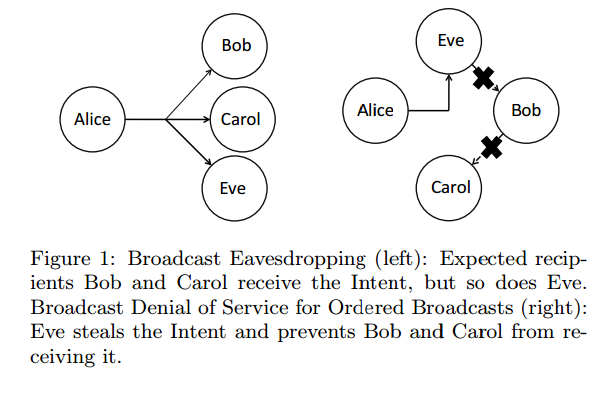 Bob
Alice
Carol
Eve
Eve
Alice
Bob
Carol
Figure 1: Broadcast Eavesdropping (left): Expected recip-
ients Bob and Carol receive the Intent, but so does Eve.
Broadcast Denial of Service for Ordered Broadcasts (right):
Eve steals the Intent and prevents Bob and Carol from re-
ceiving it.